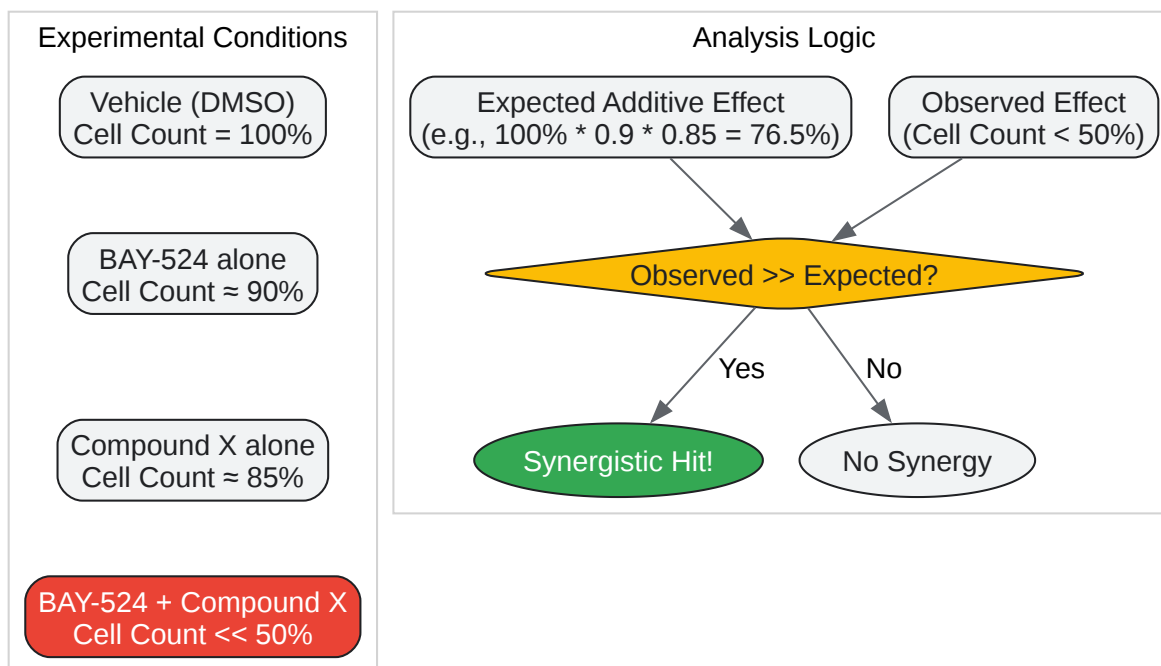 Experimental Conditions
Vehicle (DMSO)
Cell Count = 100%
BAY-524 alone
Cell Count ≈ 90%
Compound X alone
Cell Count ≈ 85%
BAY-524 + Compound X
Cell Count << 50%
Analysis Logic
Expected Additive Effect
(e.g., 100% * 0.9 * 0.85 = 76.5%)
Observed Effect
(Cell Count < 50%)
Observed >> Expected?
Yes
No
Synergistic Hit!
No Synergy